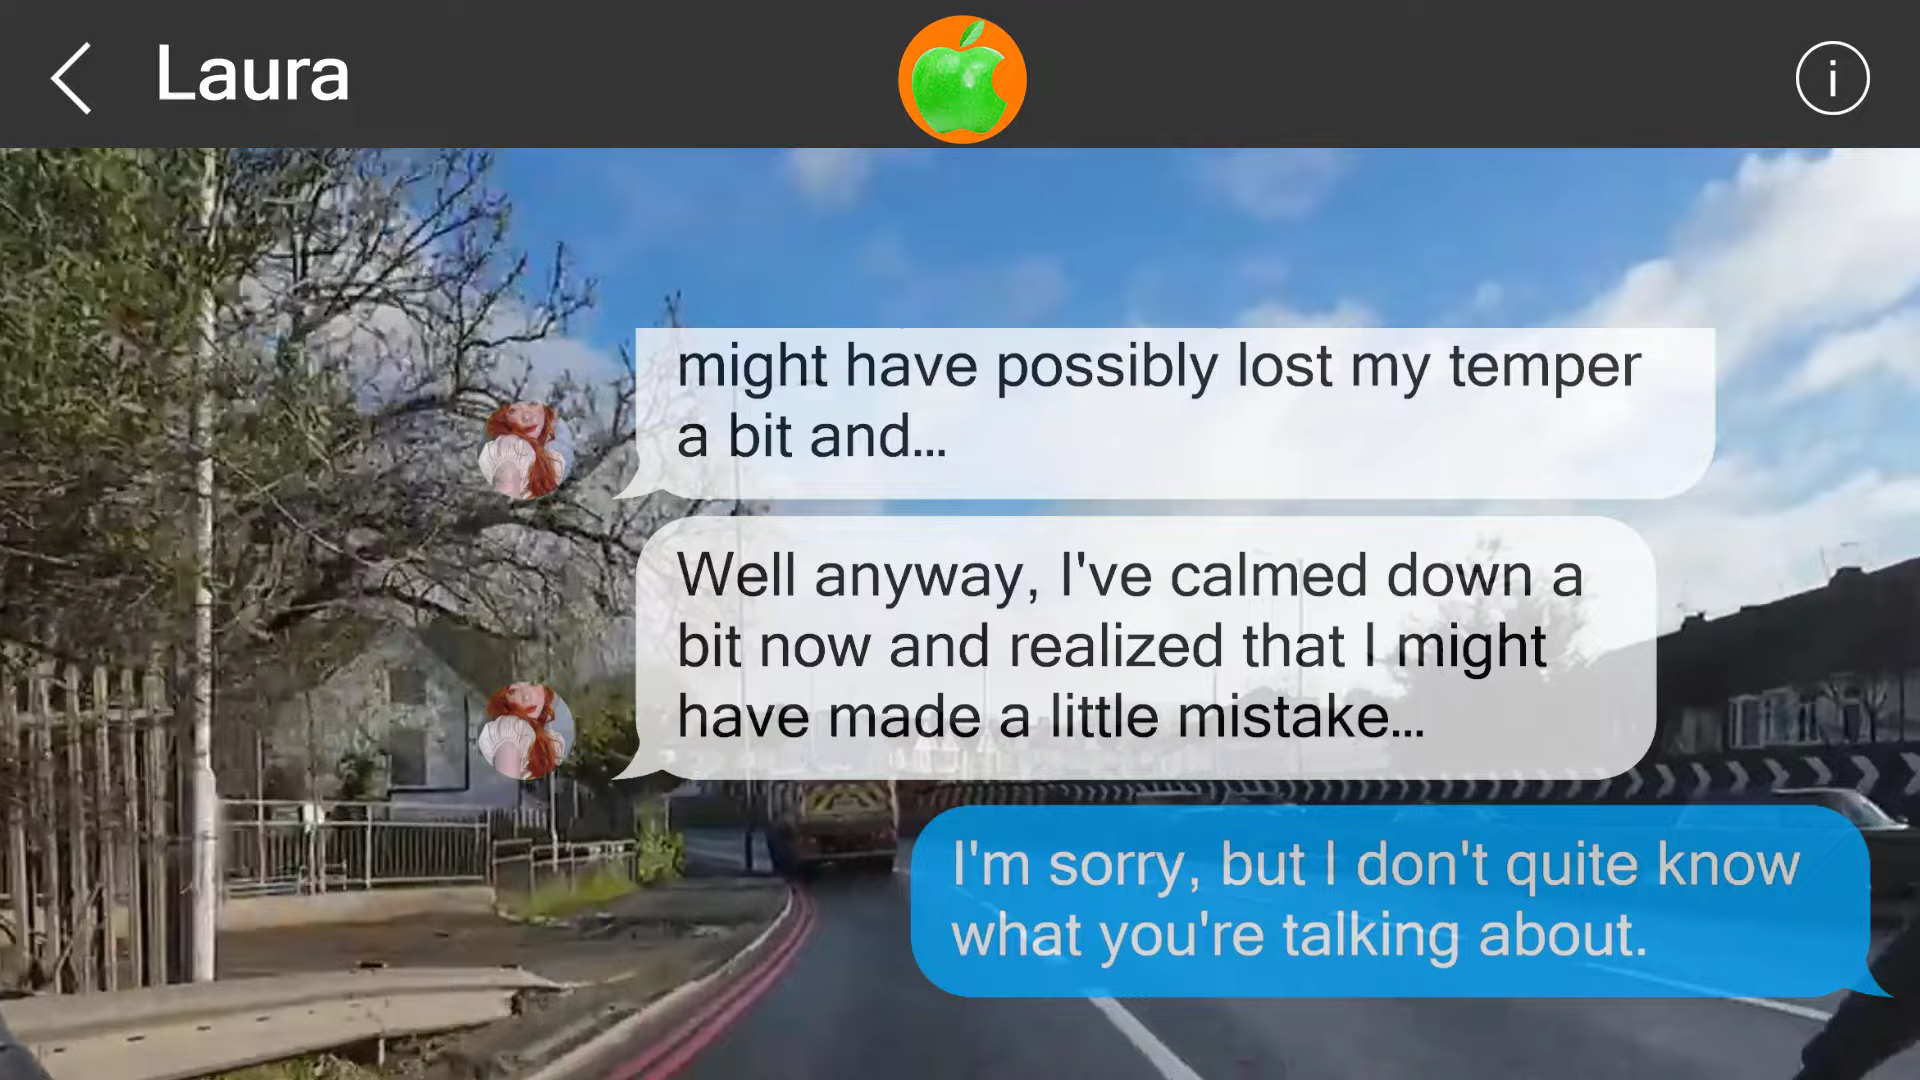 Laura
i
might have possibly lost my temper
a bit and...
Well anyway, I've calmed down a
bit now and realized that I might
have made a little mistake...
I'm sorry, but I don't quite know
what you're talking about.